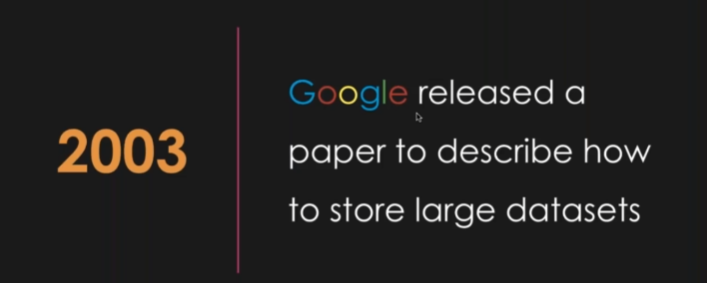 2003
Google released a
paper to describe how
to store large datasets